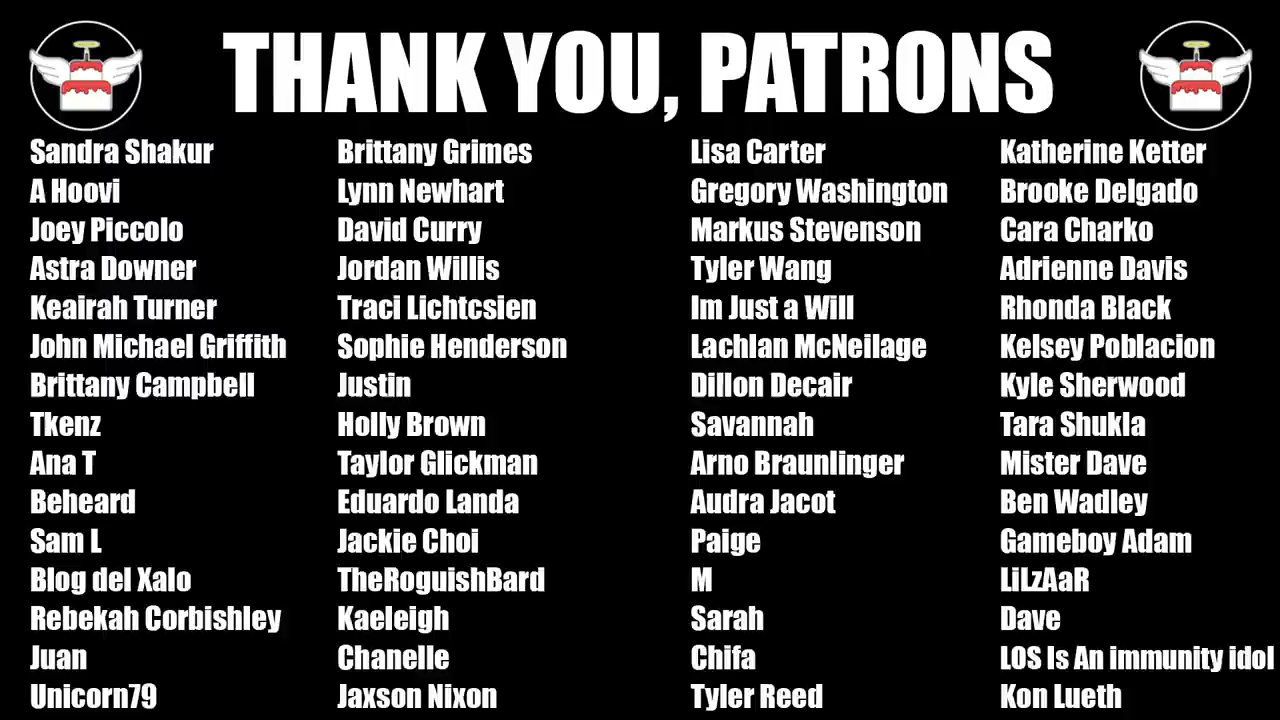 THANK YOU, PATRONS
Sandra Shakur
A Hoovi
Joey Piccolo
Astra Downer
Keairah Turner
John Michael Griffith
Brittany Campbell
Tkenz
Ana T
Beheard
Sam L
Blog del Xalo
Rebekah Corbishley
Juan
Unicorn79
Brittany Grimes
Lynn Newhart
David Curry
Jordan Willis
Traci Lichtcsien
Sophie Henderson
Justin
Holly Brown
Taylor Glickman
Eduardo Landa
Jackie Choi
TheRoguishBard
Kaeleigh
Chanelle
Jaxson Nixon
Lisa Carter
Gregory Washington
Markus Stevenson
Tyler Wang
Im Just a Will
Lachlan McNeilage
Dillon Decair
Savannah
Arno Braunlinger
Audra Jacot
Paige
M
Sarah
Chifa
Tyler Reed
Katherine Ketter
Brooke Delgado
Cara Charko
Adrienne Davis
Rhonda Black
Kelsey Poblacion
Kyle Sherwood
Tara Shukla
Mister Dave
Ben Wadley
Gameboy Adam
LiLzAaR
Dave
LOS Is An immunity idol
Kon Lueth